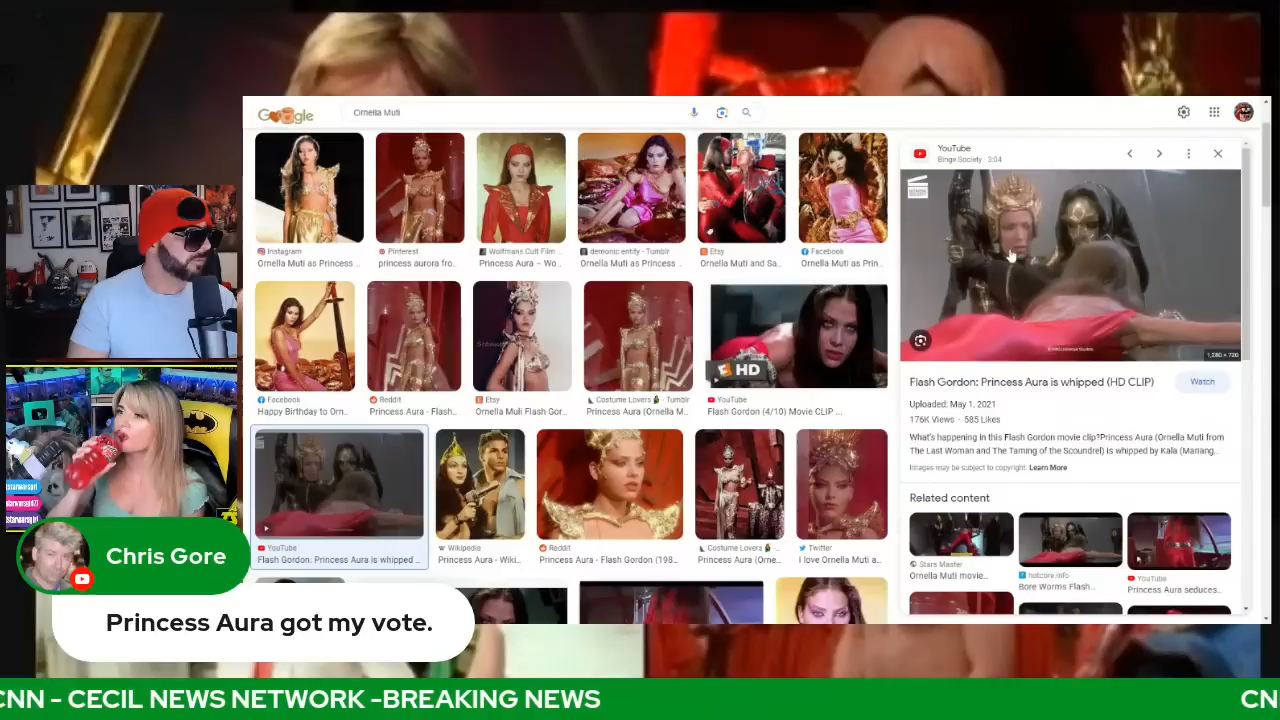 Google
Ornella Muti
Instagram
Ornella Muti as Princess ...
Pinterest
princess aurora fro...
Wolfmans Cult Film ...
Princess Aura – Wo...
demonic entity - Tumblr
Ornella Muti as Princess ...
Etsy
Ornella Muti and Sa...
Facebook
Ornella Muti as Prin...
Facebook
Happy Birthday to Orn...
Reddit
Princess Aura - Flash...
Etsy
Ornella Muti Flash Gor...
Costume Lovers - Tumblr
Princess Aura (Ornella M...
HD
YouTube
Flash Gordon (4/10) Movie CLIP ...
YouTube
Flash Gordon: Princess Aura is whipped ...
Wikipedia
Princess Aura - Wiki...
Reddit
Princess Aura - Flash Gordon (198...
Costume Lovers - ...
Princess Aura (Orne...
Twitter
I love Ornella Muti a...
YouTube
Binge Society · 3:04
1,280 × 720
Flash Gordon: Princess Aura is whipped (HD CLIP)
Watch
Uploaded: May 1, 2021
176K Views · 585 Likes
What's happening in this Flash Gordon movie clip?Princess Aura (Ornella Muti from
The Last Woman and The Taming of the Scoundrel) is whipped by Kala (Mariang...
Images may be subject to copyright. Learn More
Related content
Stars Master
Ornella Muti movie...
hotcore.info
Bore Worms Flash...
YouTube
Princess Aura seduces...
Chris Gore
Princess Aura got my vote.
CNN - CECIL NEWS NETWORK -BREAKING NEWS
CN